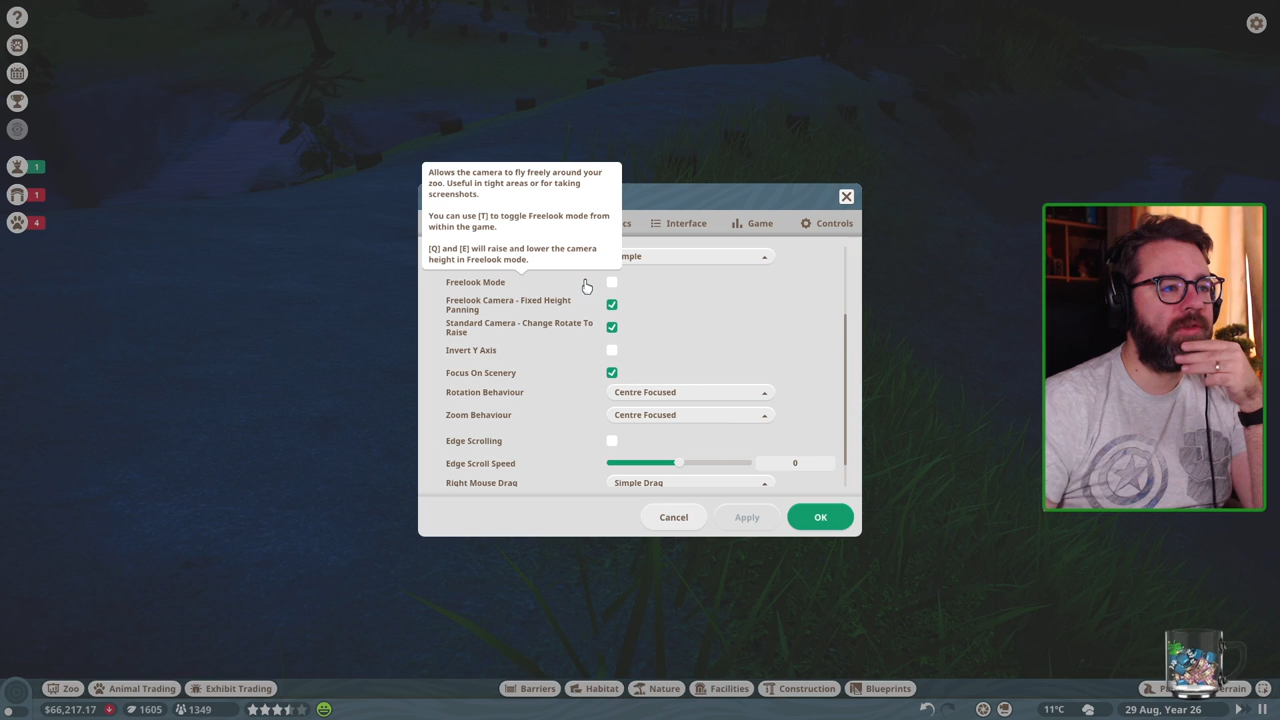 1
1
4
Allows the camera to fly freely around your
zoo. Useful in tight areas or for taking
screenshots.
You can use [T] to toggle Freelook mode from
within the game.
[Q] and [E] will raise and lower the camera
height in Freelook mode.
Interface
Game
Controls
Freelook Mode
Freelook Camera - Fixed Height
Panning
Standard Camera - Change Rotate To
Raise
Invert Y Axis
Focus On Scenery
Rotation Behaviour
Centre Focused
Zoom Behaviour
Centre Focused
Edge Scrolling
Edge Scroll Speed
0
Right Mouse Drag
Simple Drag
Cancel
Apply
OK
Zoo
Animal Trading
Exhibit Trading
Barriers
Habitat
Nature
Facilities
Construction
Blueprints
$66,217.17
1605
1349
11°C
29 Aug, Year 26